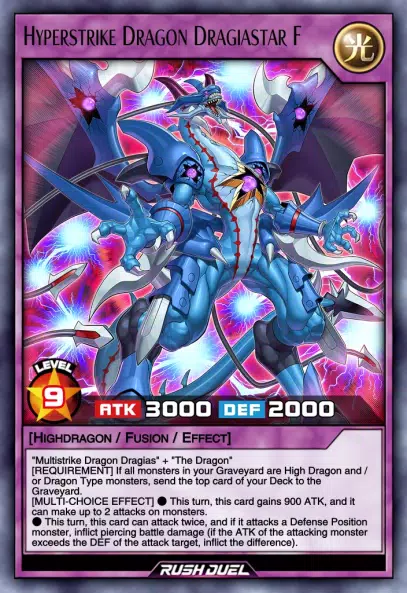 Hyperstrike Dragon Dragiastar F
光
LEVEL
9
ATK 3000 DEF 2000
[Highdragon / Fusion / Effect]
"Multistrike Dragon Dragias" + "The Dragon"
[REQUIREMENT] If all monsters in your Graveyard are High Dragon and /
or Dragon Type monsters, send the top card of your Deck to the
Graveyard.
[MULTI-CHOICE EFFECT] ● This turn, this card gains 900 ATK, and it
can make up to 2 attacks on monsters.
● This turn, this card can attack twice, and if it attacks a Defense Position
monster, inflict piercing battle damage (if the ATK of the attacking monster
exceeds the DEF of the attack target, inflict the difference).
RUSH DUEL